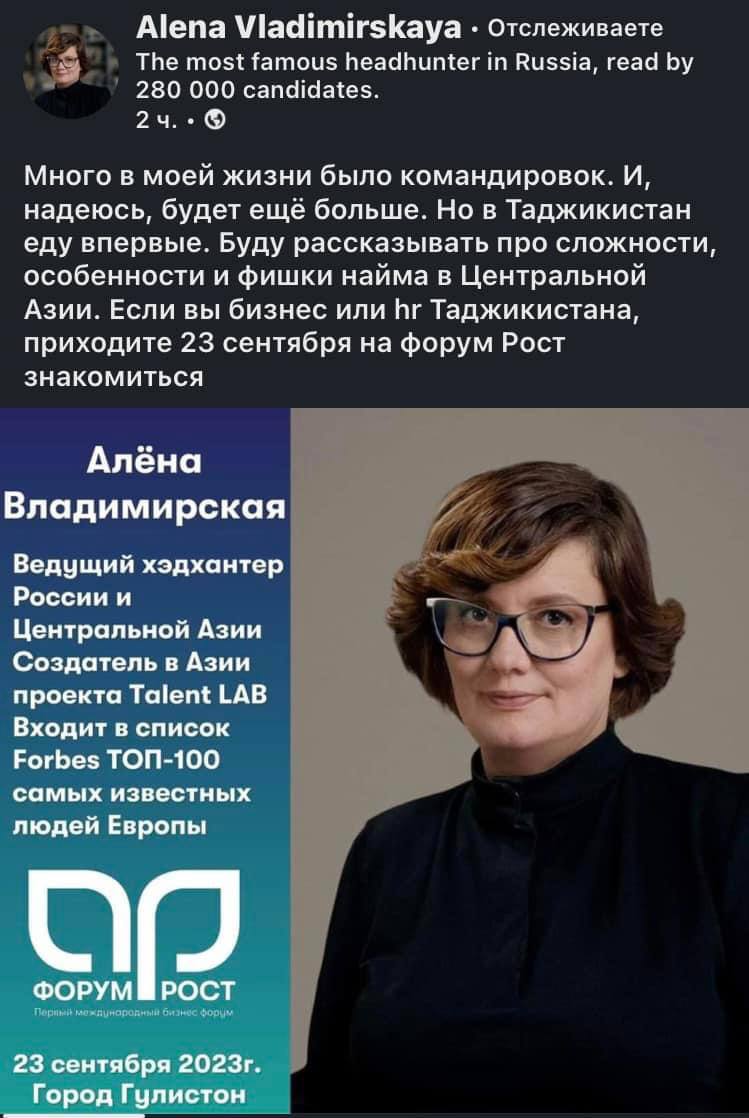 Alena Vladimirskaya · Отслеживаете
The most famous headhunter in Russia, read by
280 000 candidates.
2 ч. ·
Много в моей жизни было командировок. И,
надеюсь, будет ещё больше. Но в Таджикистан
еду впервые. Буду рассказывать про сложности,
особенности и фишки найма в Центральной
Азии. Если вы бизнес или hr Таджикистана,
приходите 23 сентября на форум Рост
знакомиться
Алёна
Владимирская
Ведущий хэдхантер
России и
Центральной Азии
Создатель в Азии
проекта Talent LAB
Входит в список
Forbes ТОП-100
самых известных
людей Европы
ФОРУМ РОСТ
Первый международный бизнес форум
23 сентября 2023г.
Город Гулистон